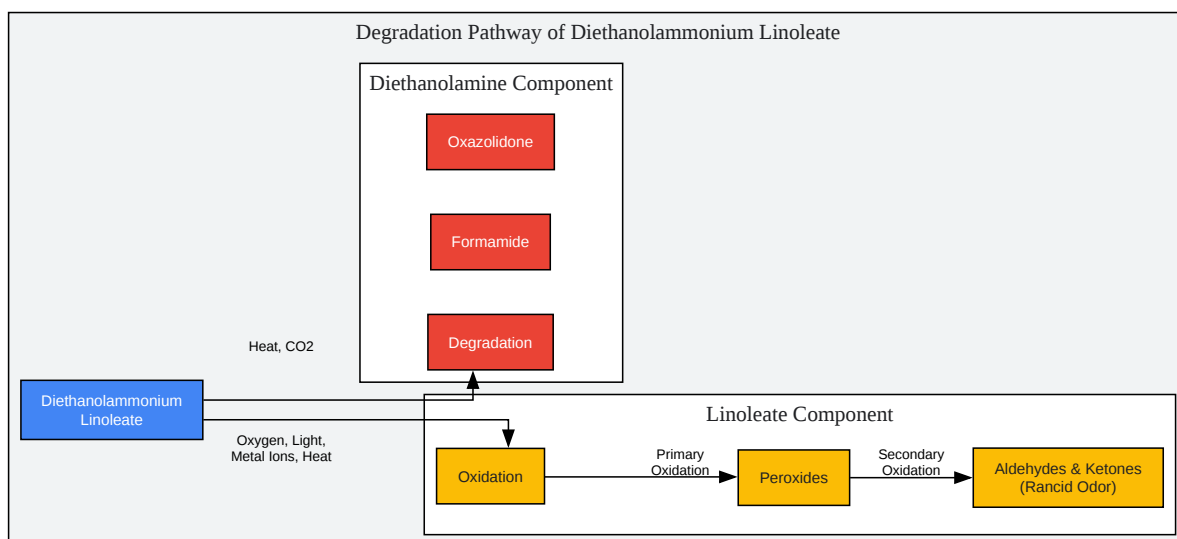 Degradation Pathway of Diethanolammonium Linoleate
Diethanolamine Component
Oxazolidone
Formamide
Degradation
Heat, CO2
Diethanolammonium
Linoleate
Oxygen, Light,
Metal Ions, Heat
Linoleate Component
Oxidation
Primary
Oxidation
Peroxides
Secondary
Oxidation
Aldehydes & Ketones
(Rancid Odor)